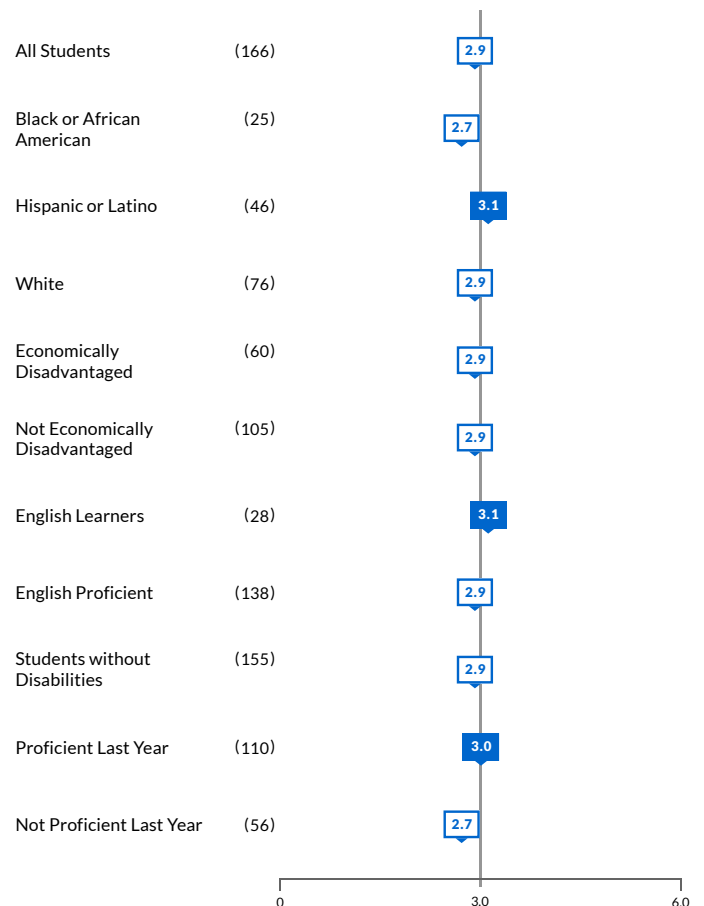 All Students (166) 2.9
Black or African (25) 2.7
American
Hispanic or Latino (46) 3.1
White (76) 2.9
Economically (60) 2.9
Disadvantaged
Not Economically (105) 2.9
Disadvantaged
English Learners (28) 3.1
English Proficient (138) 2.9
Students without (155) 2.9
Disabilities
Proficient Last Year (110) 3.0
Not Proficient Last Year (56) 2.7
0 3.0 6.0